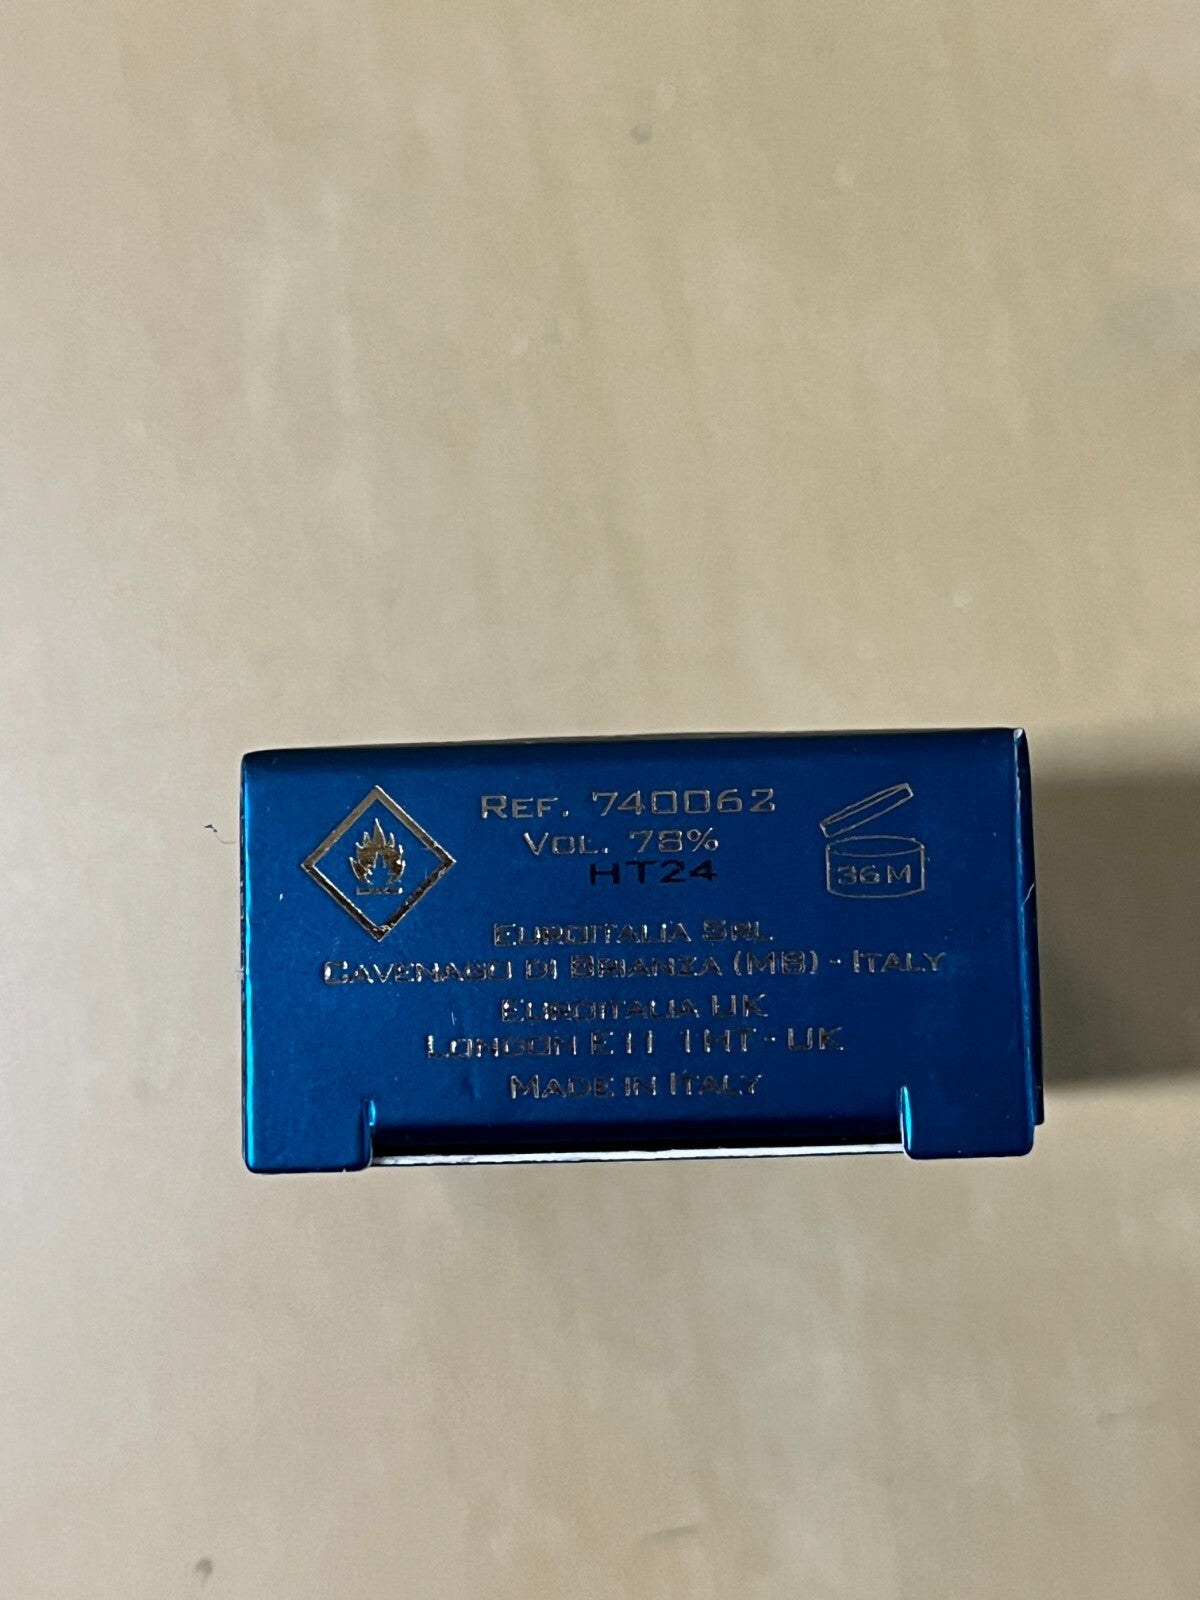 REF. 740062
VOL. 78%
HT24
36M
EUROITALIA SRL
CAVENAGO DI BRIANZA (MB) - ITALY
EUROITALIA UK
LONDON E11 1HT - UK
MADE IN ITALY